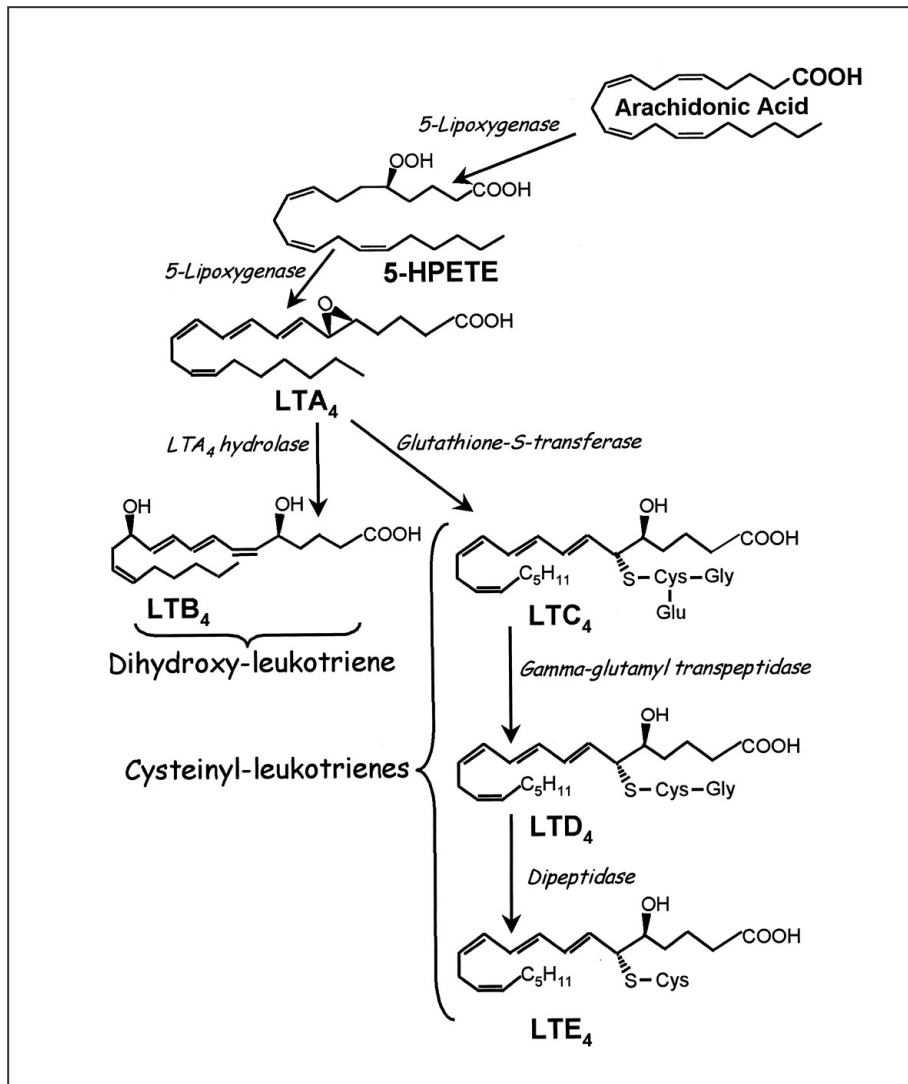 COOH
Arachidonic Acid
5-Lipoxygenase
OOH
COOH
5-HPETE
5-Lipoxygenase
O
COOH
LTA₄
LTA₄ hydrolase
Glutathione-S-transferase
OH
OH
COOH
LTB₄
Dihydroxy-leukotriene
OH
COOH
C₅H₁₁
S-Cys-Gly
Glu
LTC₄
Gamma-glutamyl transpeptidase
Cysteinyl-leukotrienes
OH
COOH
C₅H₁₁
S-Cys-Gly
LTD₄
Dipeptidase
OH
COOH
C₅H₁₁
S-Cys
LTE₄